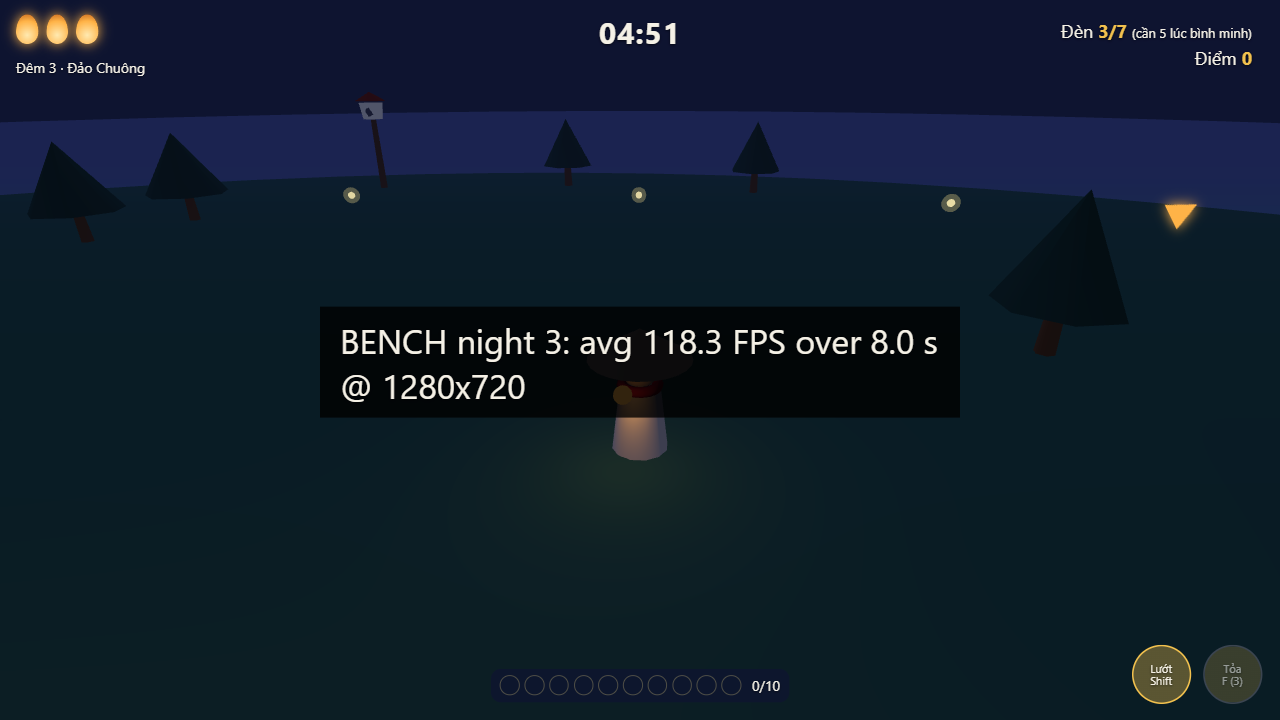 04:51
Đèn 3/7 (cần 5 lúc bình minh)
Điểm 0
Đêm 3 · Đảo Chuông
BENCH night 3: avg 118.3 FPS over 8.0 s
@ 1280x720
0/10
Lướt
Shift
Tỏa
F (3)